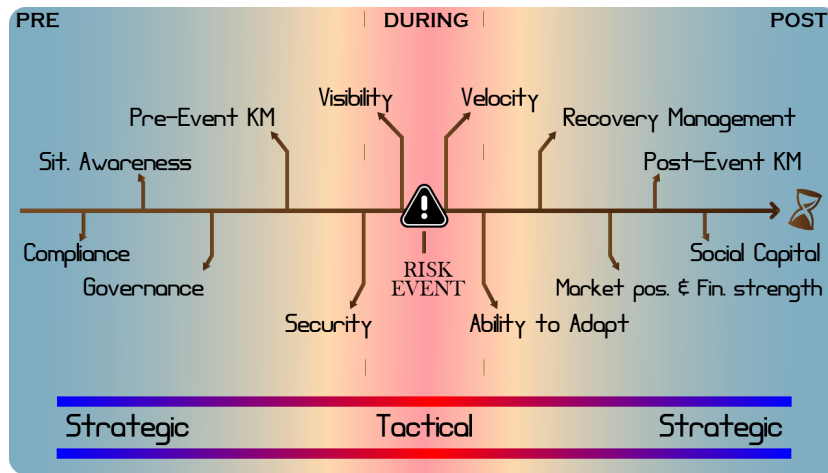 PRE
DURING
POST
Visibility
Velocity
Pre-Event KM
Recovery Management
Sit. Awareness
Post-Event KM
!
Compliance
RISK
EVENT
Social Capital
Governance
Market pos. & Fin. strength
Security
Ability to Adapt
Strategic
Tactical
Strategic